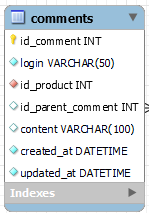 comments
id_comment INT
login VARCHAR(50)
id_product INT
id_parent_comment INT
content VARCHAR(100)
created_at DATETIME
updated_at DATETIME
Indexes